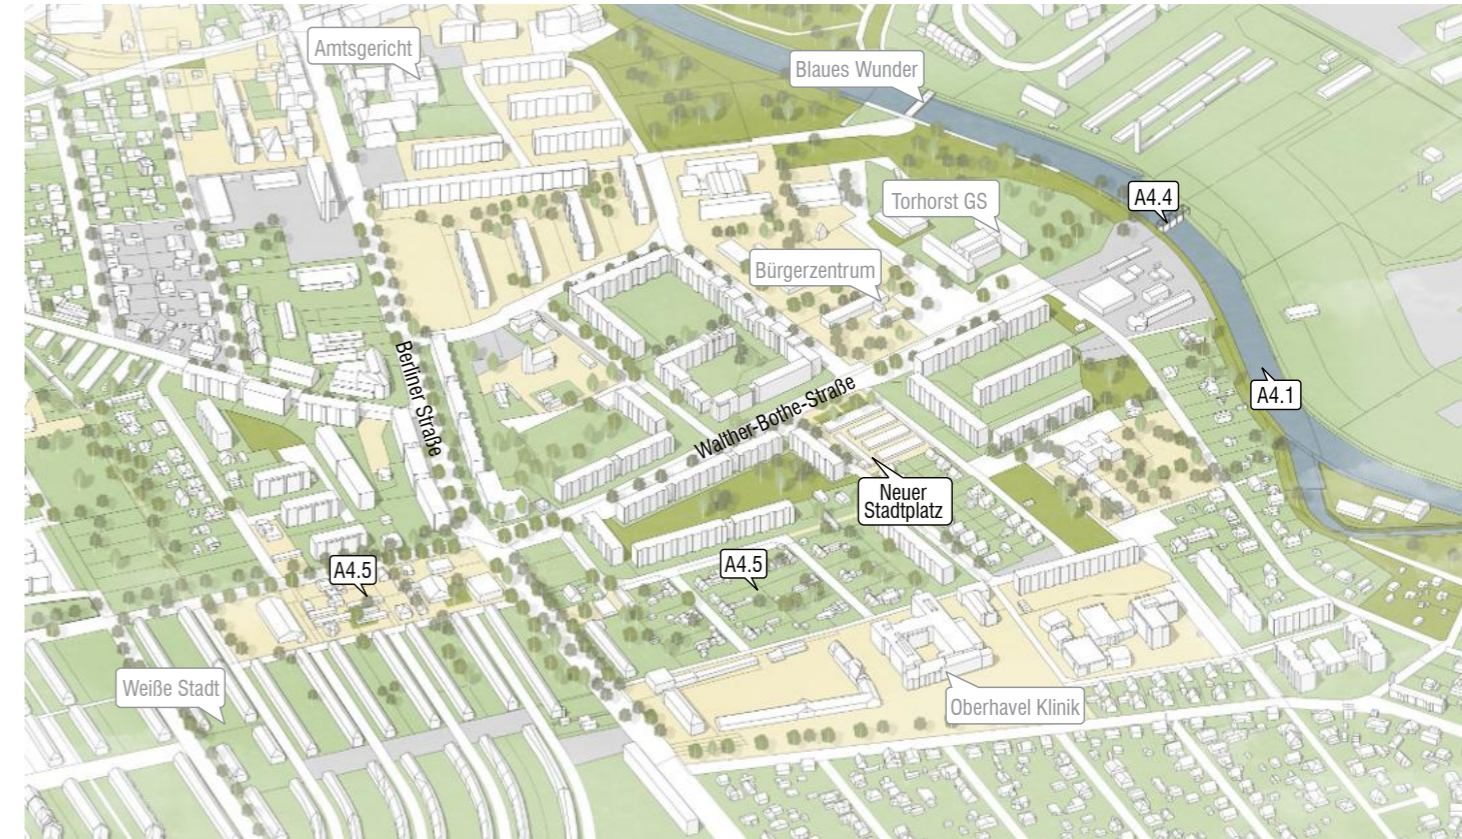 Amtsgericht
Blaues Wunder
Torhorst GS
A4.4
Bürgerzentrum
Berliner Straße
Walther-Bothe-Straße
A4.1
Neuer
Stadtplatz
A4.5
A4.5
Weiße Stadt
Oberhavel Klinik